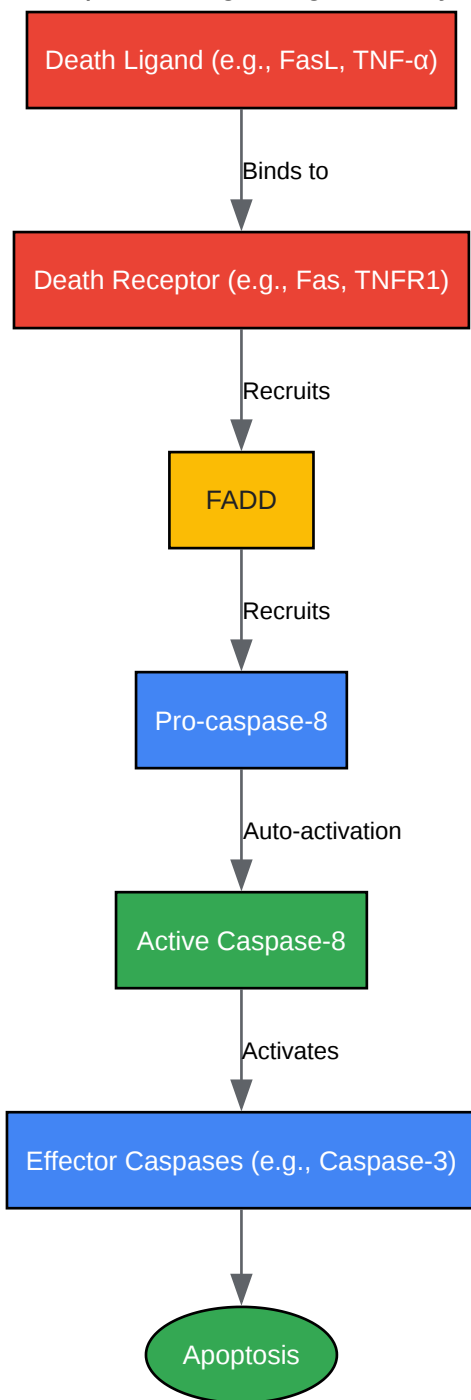 Death Ligand (e.g., FasL, TNF-α)
Binds to
Death Receptor (e.g., Fas, TNFR1)
Recruits
FADD
Recruits
Pro-caspase-8
Auto-activation
Active Caspase-8
Activates
Effector Caspases (e.g., Caspase-3)
Apoptosis